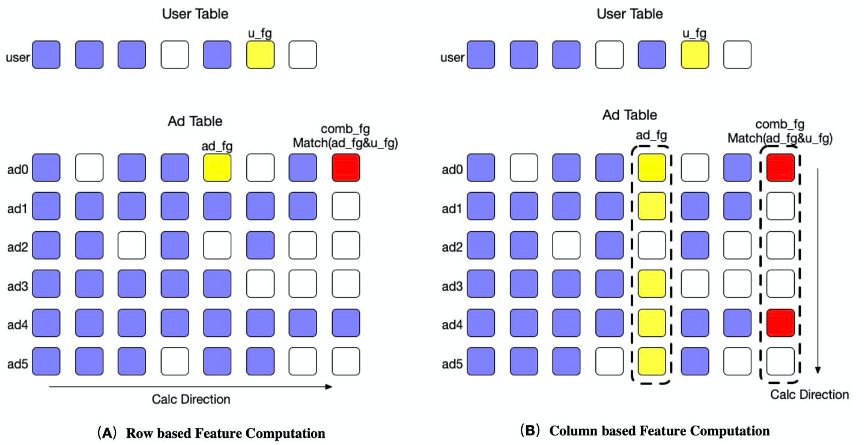 User Table
u_fg
user
Ad Table
comb_fg
ad_fg
Match(ad_fg&u_fg)
ad0
ad1
ad2
ad3
ad4
ad5
Calc Direction
(A) Row based Feature Computation
User Table
u_fg
user
Ad Table
comb_fg
ad_fg
Match(ad_fg&u_fg)
ad0
ad1
ad2
ad3
ad4
ad5
Calc Direction
(B) Column based Feature Computation